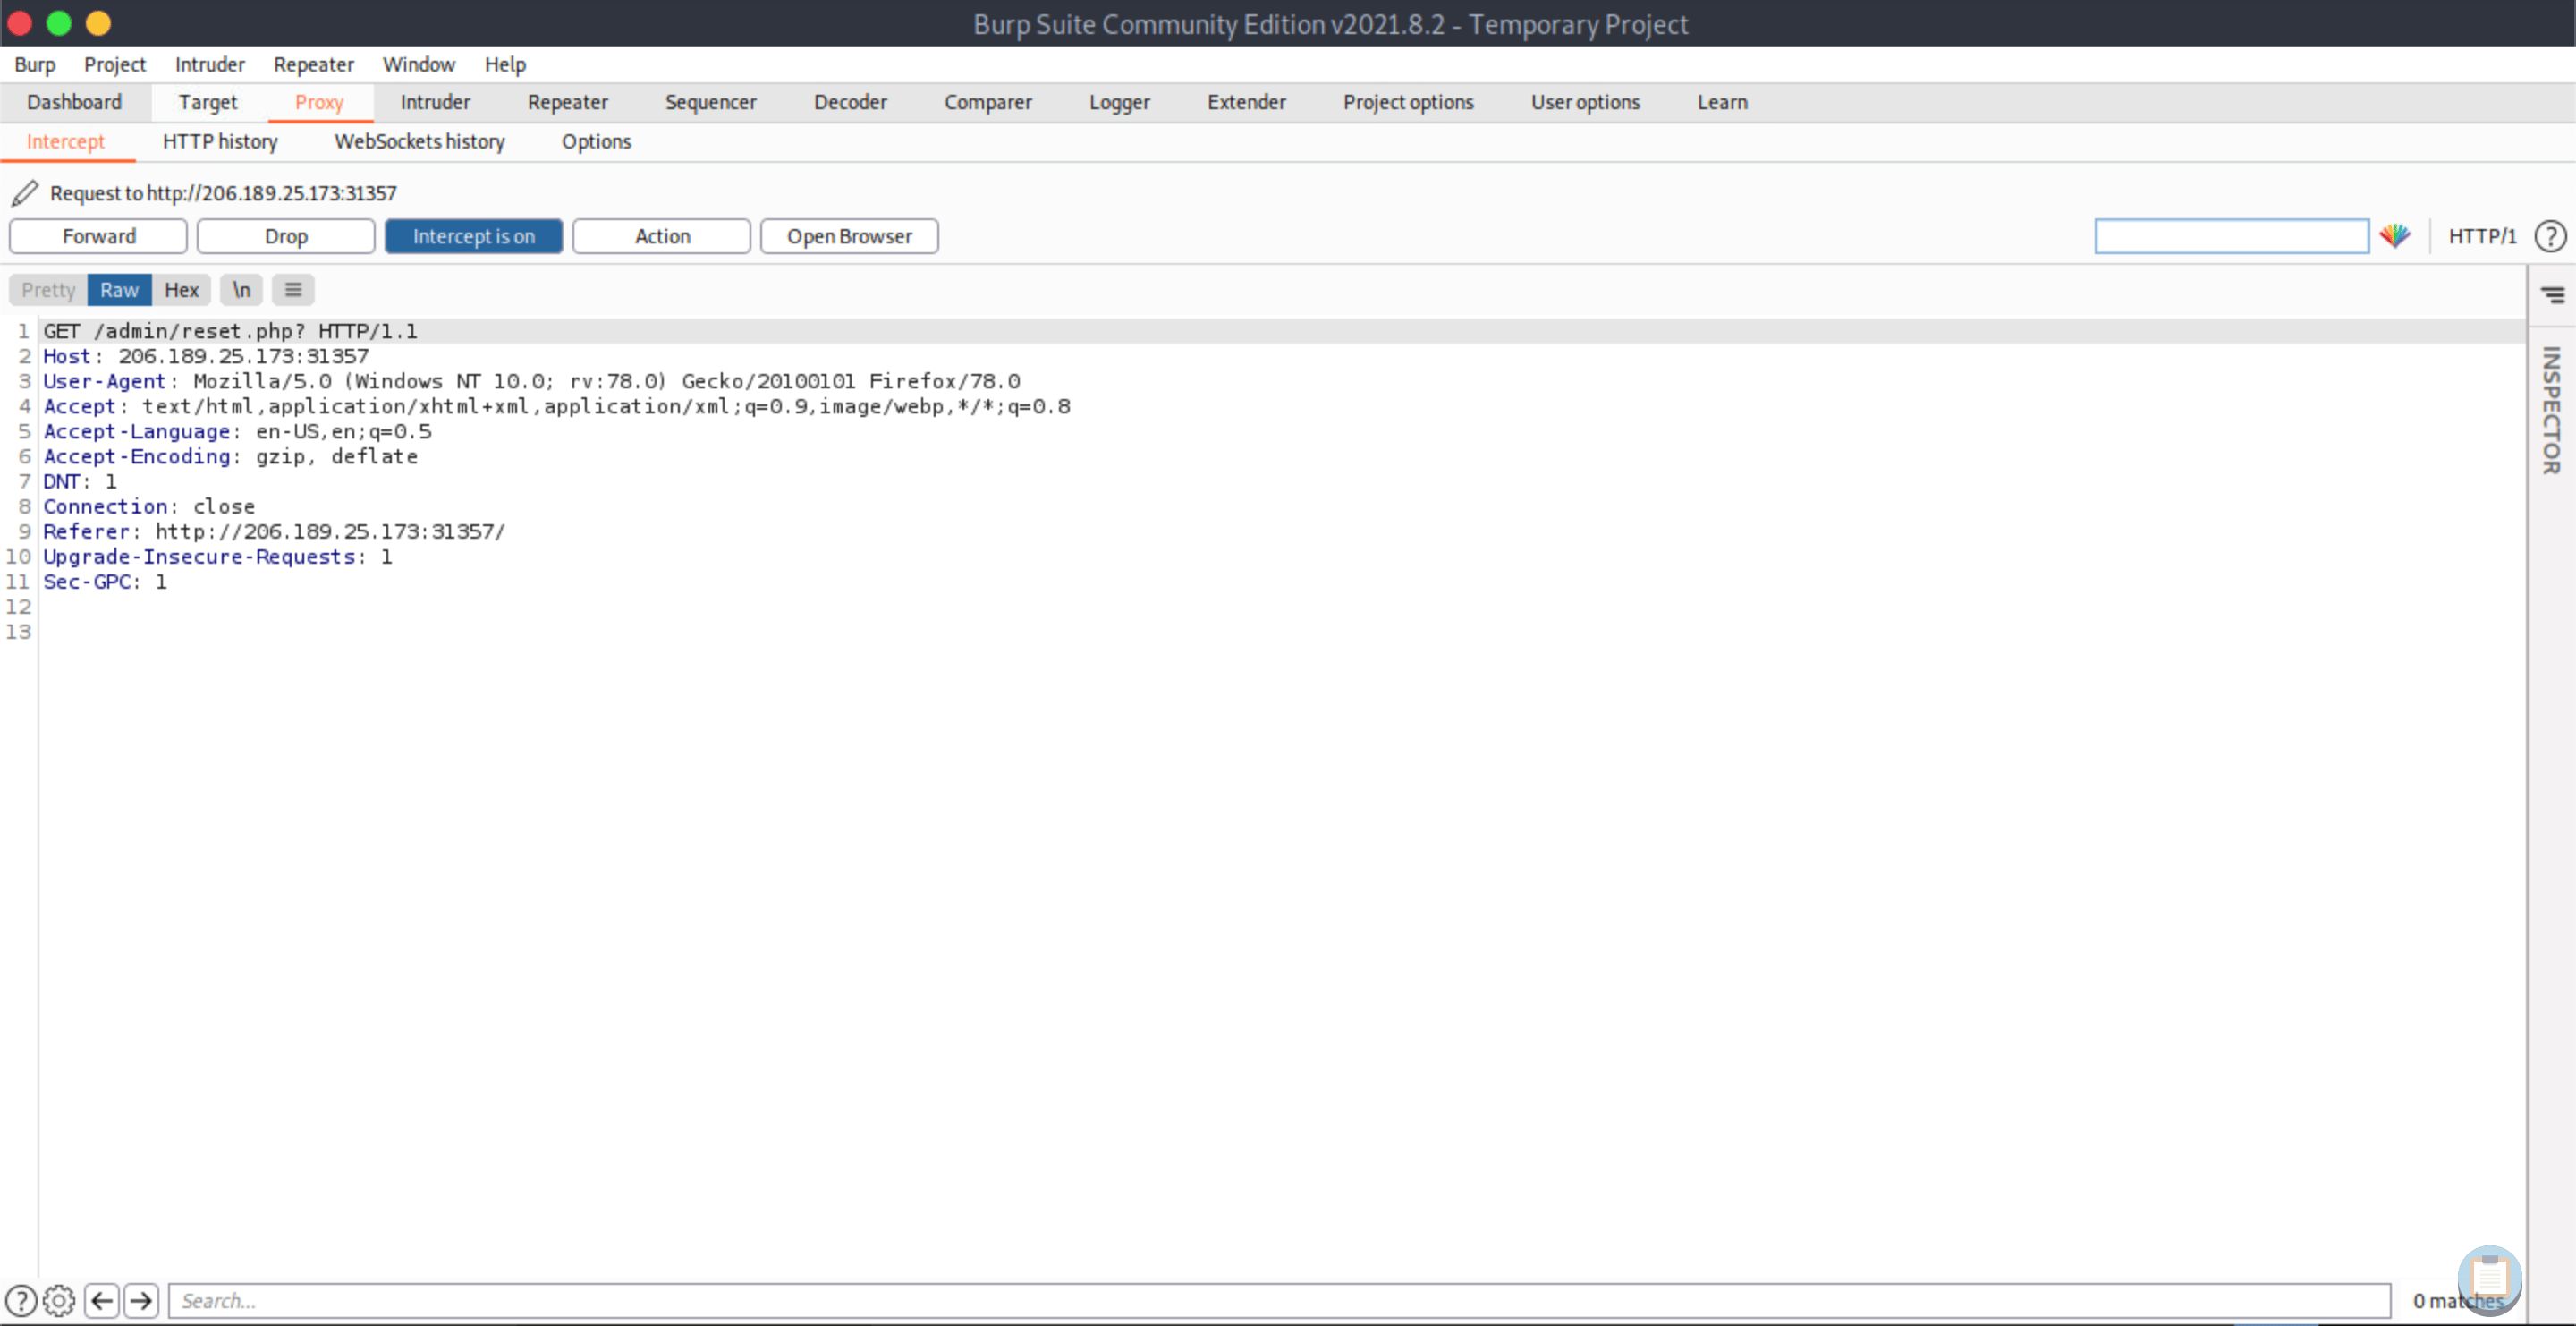 Burp Suite Community Edition v2021.8.2 - Temporary Project
Burp Project Intruder Repeater Window Help
Dashboard Target Proxy Intruder Repeater Sequencer Decoder Comparer Logger Extender Project options User options Learn
Intercept HTTP history WebSockets history Options
Request to http://206.189.25.173:31357
Forward Drop Intercept is on Action Open Browser HTTP/1 ?
Pretty Raw Hex \n ≡
1 GET /admin/reset.php? HTTP/1.1
2 Host: 206.189.25.173:31357
3 User-Agent: Mozilla/5.0 (Windows NT 10.0; rv:78.0) Gecko/20100101 Firefox/78.0
4 Accept: text/html,application/xhtml+xml,application/xml;q=0.9,image/webp,*/*;q=0.8
5 Accept-Language: en-US,en;q=0.5
6 Accept-Encoding: gzip, deflate
7 DNT: 1
8 Connection: close
9 Referer: http://206.189.25.173:31357/
10 Upgrade-Insecure-Requests: 1
11 Sec-GPC: 1
12
13
INSPECTOR
? Search... 0 matches